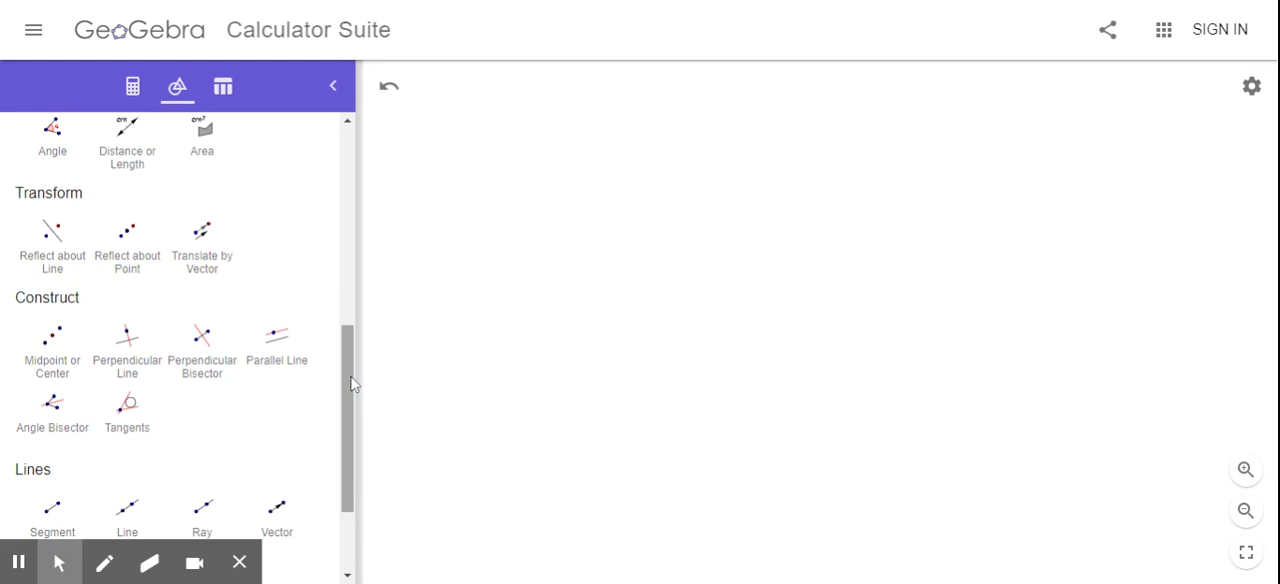 GeoGebra Calculator Suite SIGN IN
Angle Distance or Length Area
Transform
Reflect about Line Reflect about Point Translate by Vector
Construct
Midpoint or Center Perpendicular Line Perpendicular Bisector Parallel Line
Angle Bisector Tangents
Lines
Segment Line Ray Vector